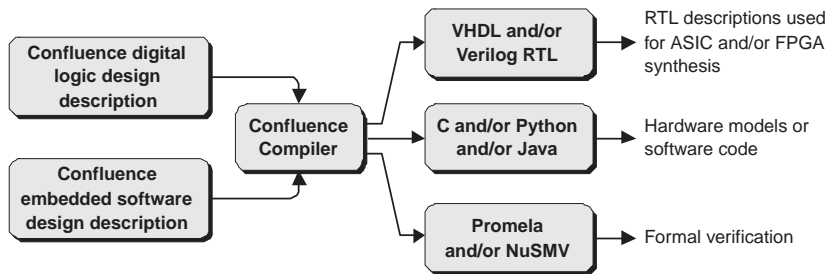 Confluence digital
logic design
description
Confluence
embedded software
design description
Confluence
Compiler
VHDL and/or
Verilog RTL
RTL descriptions used
for ASIC and/or FPGA
synthesis
C and/or Python
and/or Java
Hardware models or
software code
Promela
and/or NuSMV
Formal verification